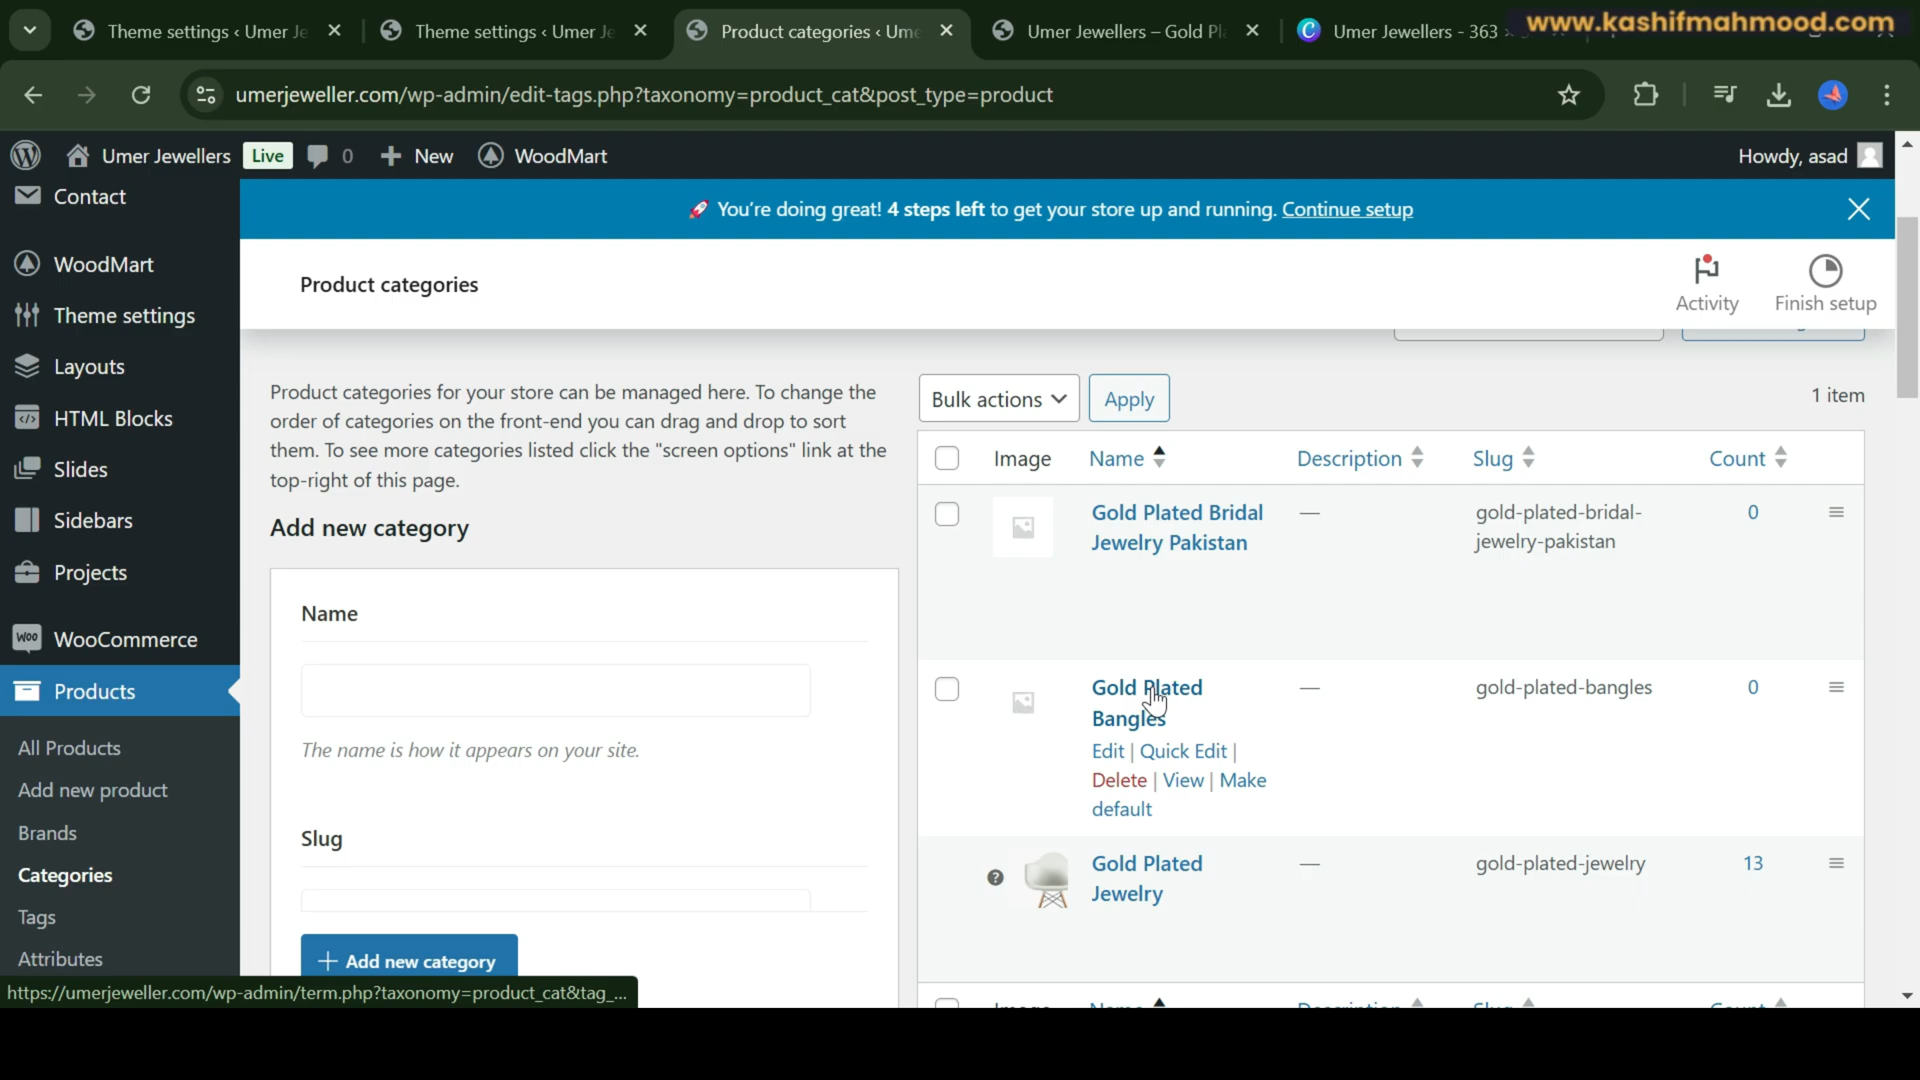 Theme settings ‹ Umer Je
Theme settings ‹ Umer Je
Product categories ‹ Ume
Umer Jewellers – Gold Pl
Umer Jewellers - 363
www.kashifmahmood.com
umerjeweller.com/wp-admin/edit-tags.php?taxonomy=product_cat&post_type=product
Umer Jewellers
Live
0
New
WoodMart
Howdy, asad
Contact
WoodMart
Theme settings
Layouts
HTML Blocks
Slides
Sidebars
Projects
WooCommerce
Products
All Products
Add new product
Brands
Categories
Tags
Attributes
🚀 You're doing great! 4 steps left to get your store up and running. Continue setup
Product categories
Activity
Finish setup
Product categories for your store can be managed here. To change the
order of categories on the front-end you can drag and drop to sort
them. To see more categories listed click the "screen options" link at the
top-right of this page.
Add new category
Name
The name is how it appears on your site.
Slug
Add new category
Bulk actions
Apply
1 item
Image Name Description Slug Count
Gold Plated Bridal — gold-plated-bridal- 0
Jewelry Pakistan jewelry-pakistan
Gold Plated — gold-plated-bangles 0
Bangles
Edit | Quick Edit |
Delete | View | Make
default
Gold Plated — gold-plated-jewelry 13
Jewelry
Image Name Description Slug Count
https://umerjeweller.com/wp-admin/term.php?taxonomy=product_cat&tag_...